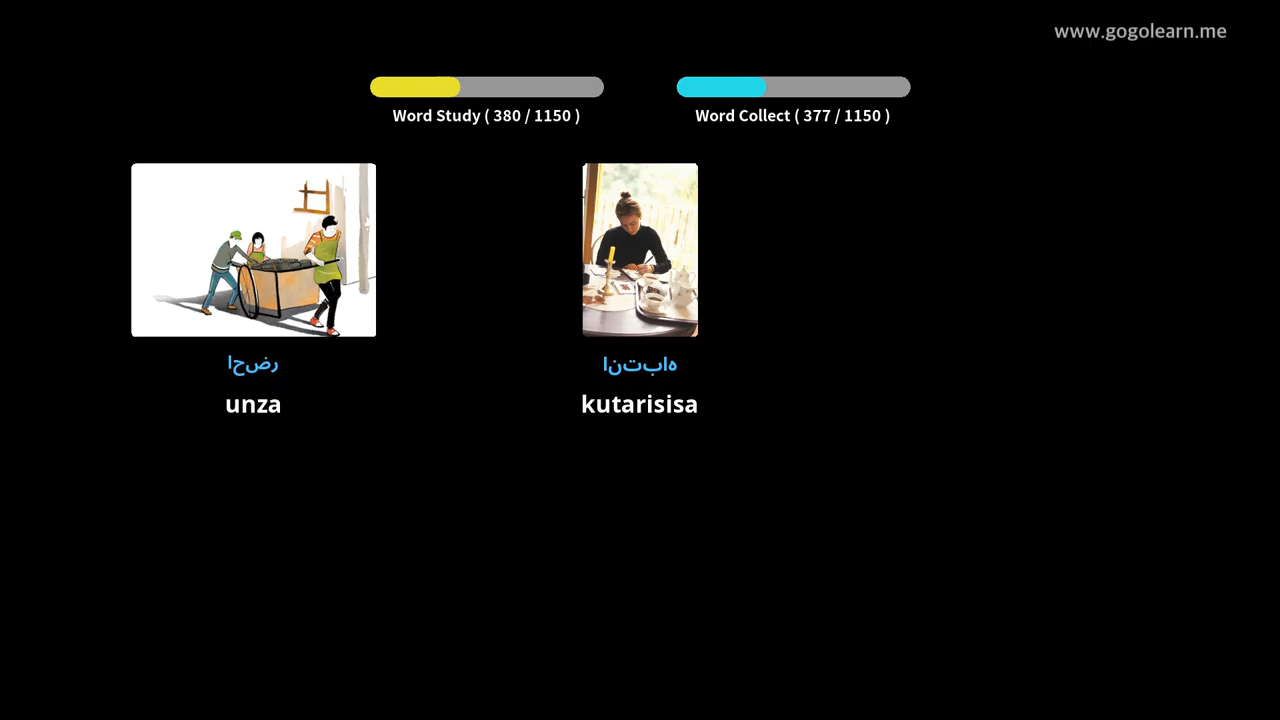 www.gogolearn.me
Word Study ( 380 / 1150 )
Word Collect ( 377 / 1150 )
احضر
unza
انتباه
kutarisisa